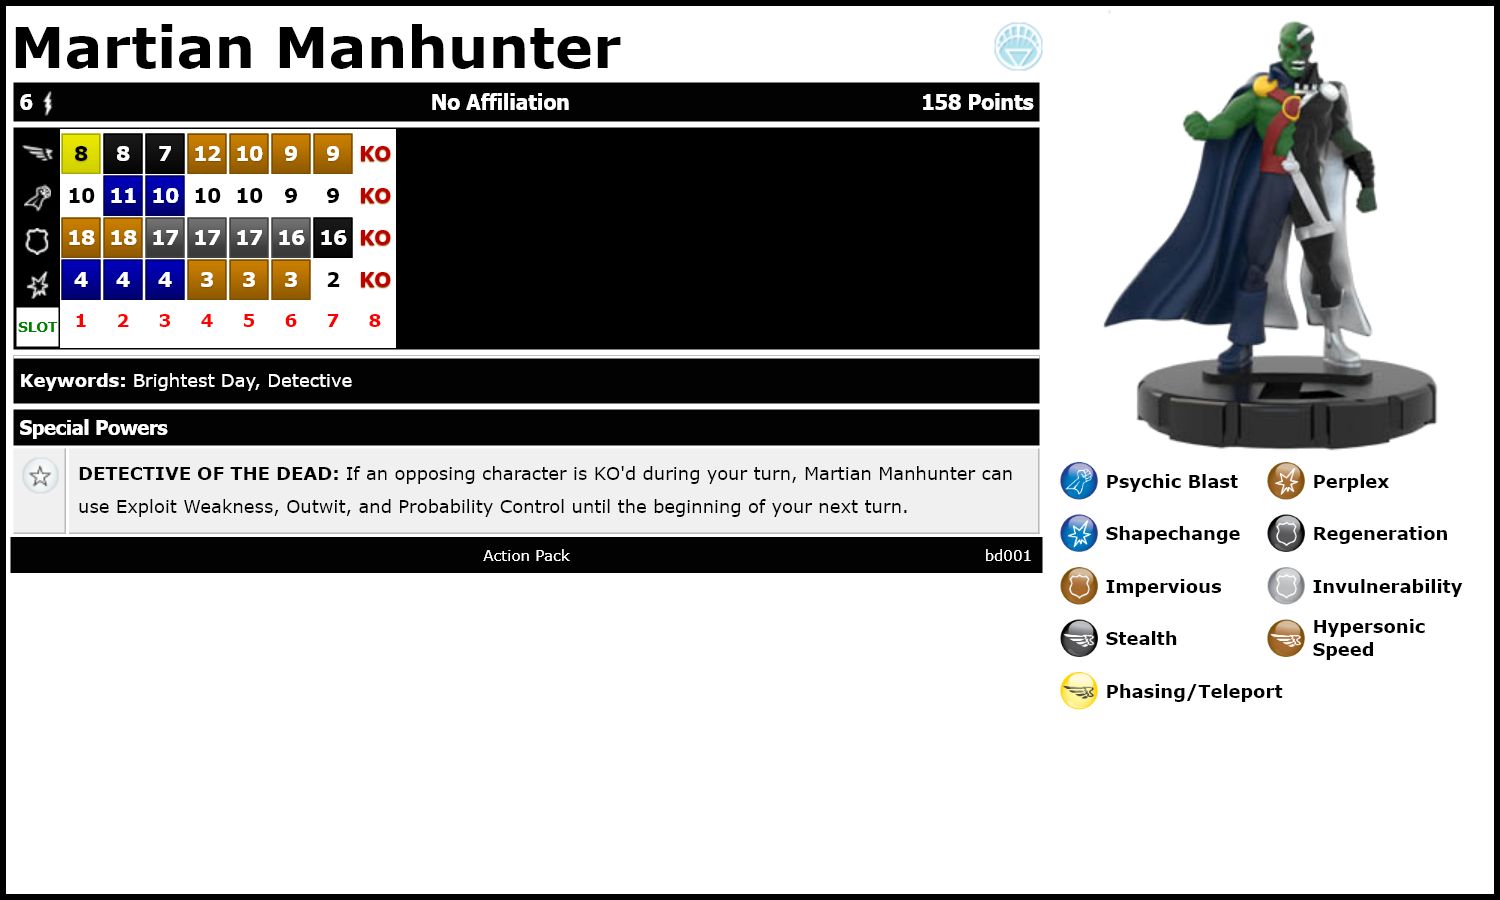 Martian Manhunter
6 No Affiliation 158 Points
8 8 7 12 10 9 9 KO
10 11 10 10 10 9 9 KO
18 18 17 17 17 16 16 KO
4 4 4 3 3 3 2 KO
SLOT 1 2 3 4 5 6 7 8
Keywords: Brightest Day, Detective
Special Powers
DETECTIVE OF THE DEAD: If an opposing character is KO'd during your turn, Martian Manhunter can
use Exploit Weakness, Outwit, and Probability Control until the beginning of your next turn.
Action Pack bd001
Psychic Blast Perplex
Shapechange Regeneration
Impervious Invulnerability
Stealth Hypersonic
Speed
Phasing/Teleport